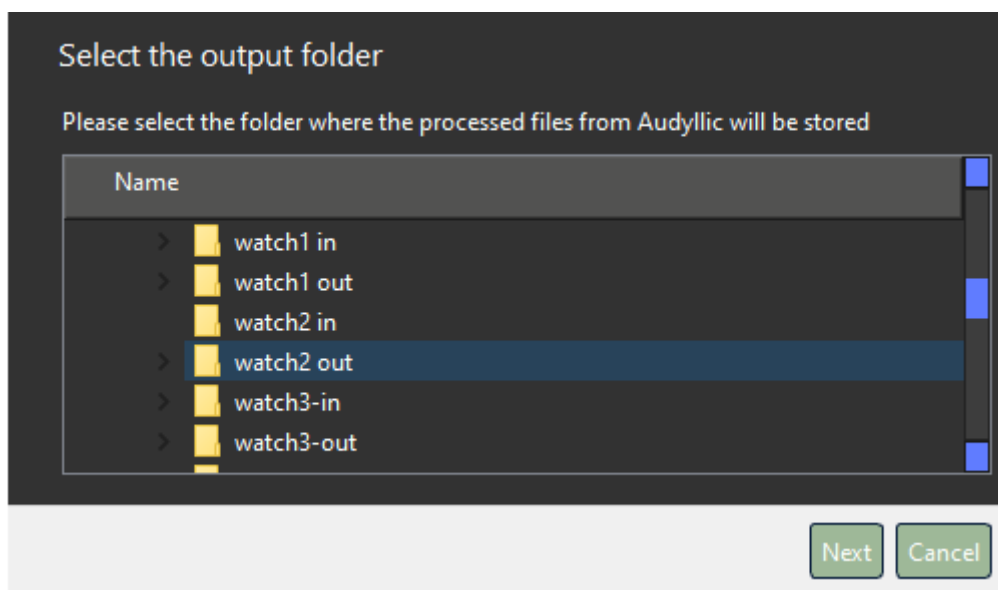 Select the output folder
Please select the folder where the processed files from Audyllic will be stored
Name
watch1 in
watch1 out
watch2 in
watch2 out
watch3-in
watch3-out
Next Cancel